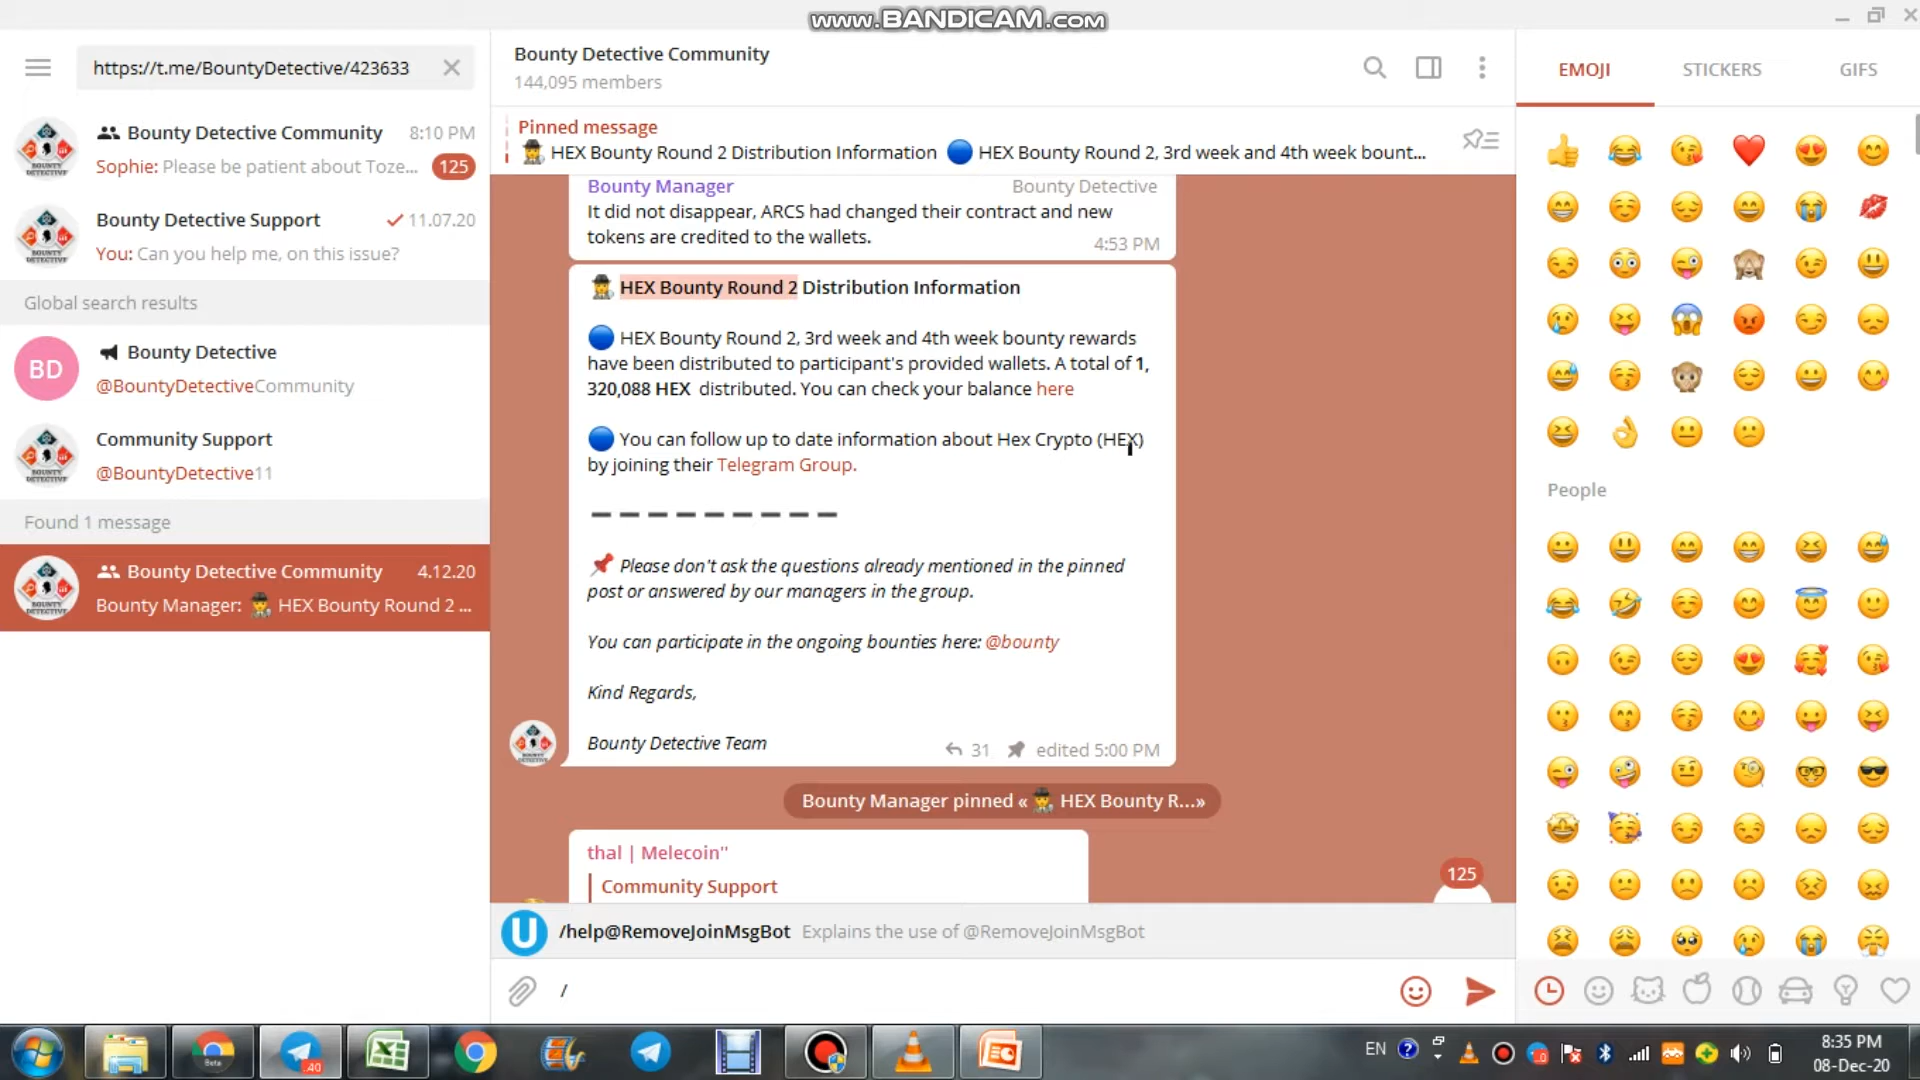 www.BANDICAM.com
https://t.me/BountyDetective/423633
Bounty Detective Community 8:10 PM
Sophie: Please be patient about Toze... 125
Bounty Detective Support 11.07.20
You: Can you help me, on this issue?
Global search results
BD
Bounty Detective
@BountyDetectiveCommunity
Community Support
@BountyDetective11
Found 1 message
Bounty Detective Community 4.12.20
Bounty Manager: HEX Bounty Round 2 ...
Bounty Detective Community
144,095 members
Pinned message
HEX Bounty Round 2 Distribution Information HEX Bounty Round 2, 3rd week and 4th week bount...
Bounty Manager Bounty Detective
It did not disappear, ARCS had changed their contract and new
tokens are credited to the wallets.
4:53 PM
HEX Bounty Round 2 Distribution Information
HEX Bounty Round 2, 3rd week and 4th week bounty rewards
have been distributed to participant's provided wallets. A total of 1,
320,088 HEX distributed. You can check your balance here
You can follow up to date information about Hex Crypto (HEX)
by joining their Telegram Group.
Please don't ask the questions already mentioned in the pinned
post or answered by our managers in the group.
You can participate in the ongoing bounties here: @bounty
Kind Regards,
Bounty Detective Team
31 edited 5:00 PM
Bounty Manager pinned « HEX Bounty R...»
thal | Melecoin"
Community Support
125
U
/help@RemoveJoinMsgBot Explains the use of @RemoveJoinMsgBot
/
EMOJI STICKERS GIFS
People
Beta
40
EN
8:35 PM
08-Dec-20